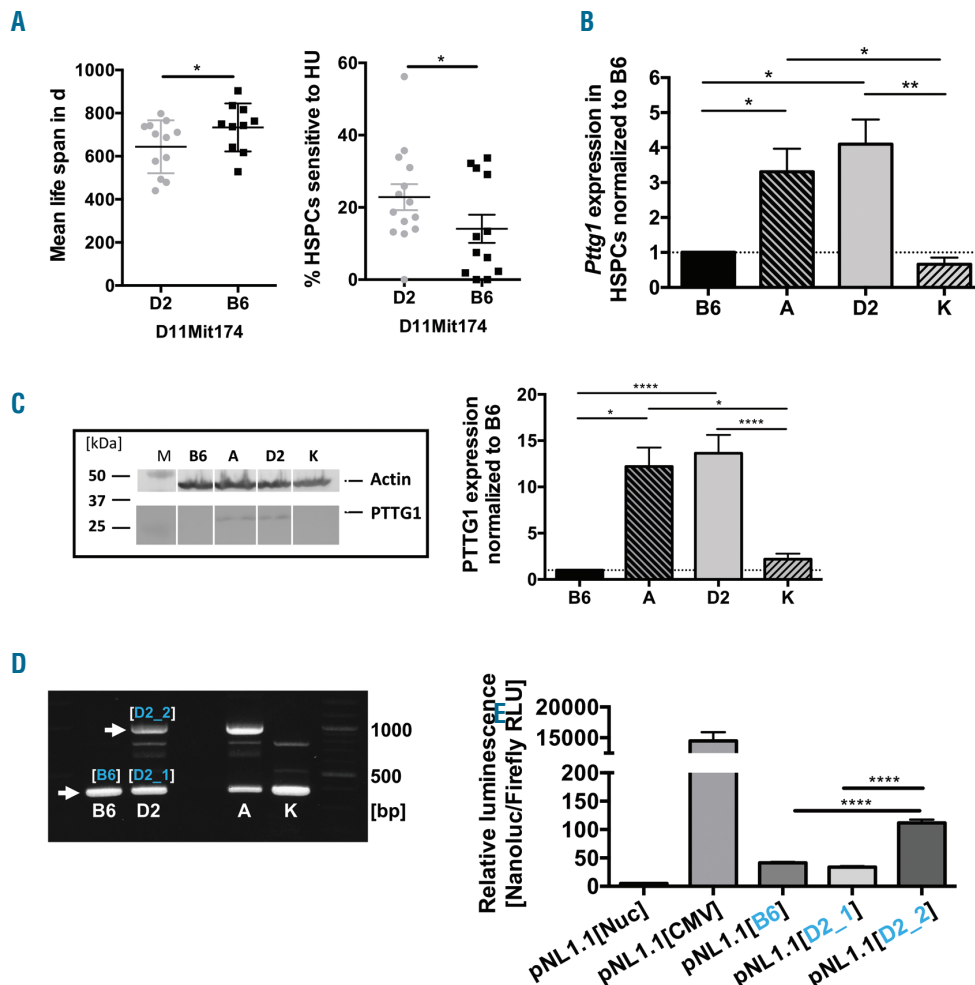 A
Mean life span in d
1000
800
600
400
200
0
*
D2 B6
D11Mit174
% HSPCs sensitive to HU
60
40
20
0
*
D2 B6
D11Mit174
B
Pttg1 expression in
HSPCs normalized to B6
6
5
4
3
2
1
0
*
*
*
**
B6 A D2 K
C
[kDa]
M B6 A D2 K
50
37
25
Actin
PTTG1
PTTG1 expression
normalized to B6
20
15
10
5
0
****
*
*
****
B6 A D2 K
D
[D2_2]
[B6] [D2_1]
B6 D2 A K
1000
500
[bp]
E
Relative luminescence
[Nanoluc/Firefly RLU]
20000
15000
200
150
100
50
0
****
****
pNL1.1[Nuc]
pNL1.1[CMV]
pNL1.1[B6]
pNL1.1[D2_1]
pNL1.1[D2_2]